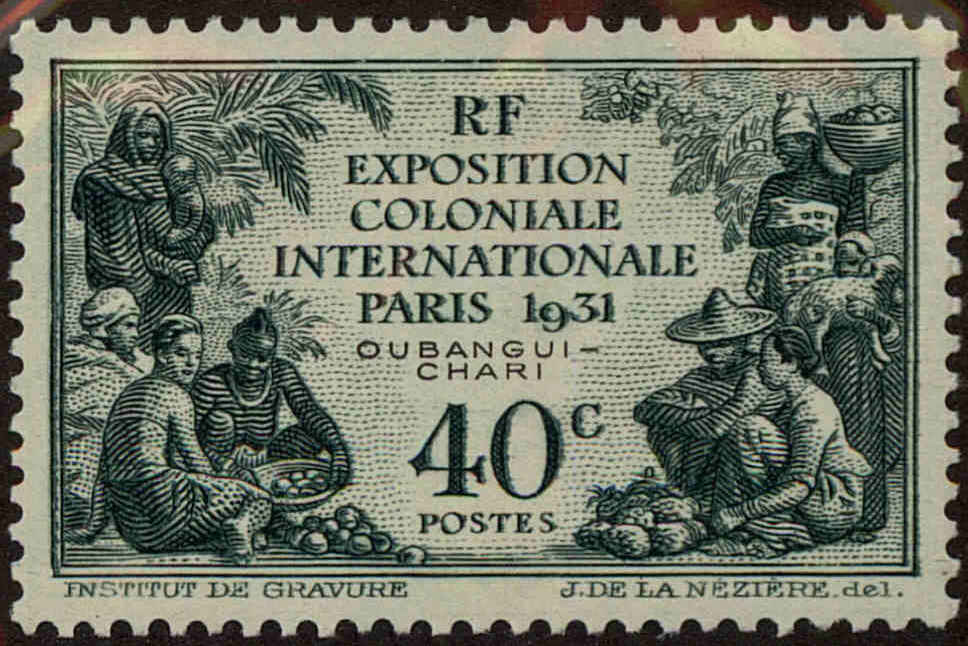 RF
EXPOSITION
COLONIALE
INTERNATIONALE
PARIS 1931
OUBANGUI-
CHARI
40c
POSTES
INSTITUT DE GRAVURE J. DE LA NÉZIÈRE. del.